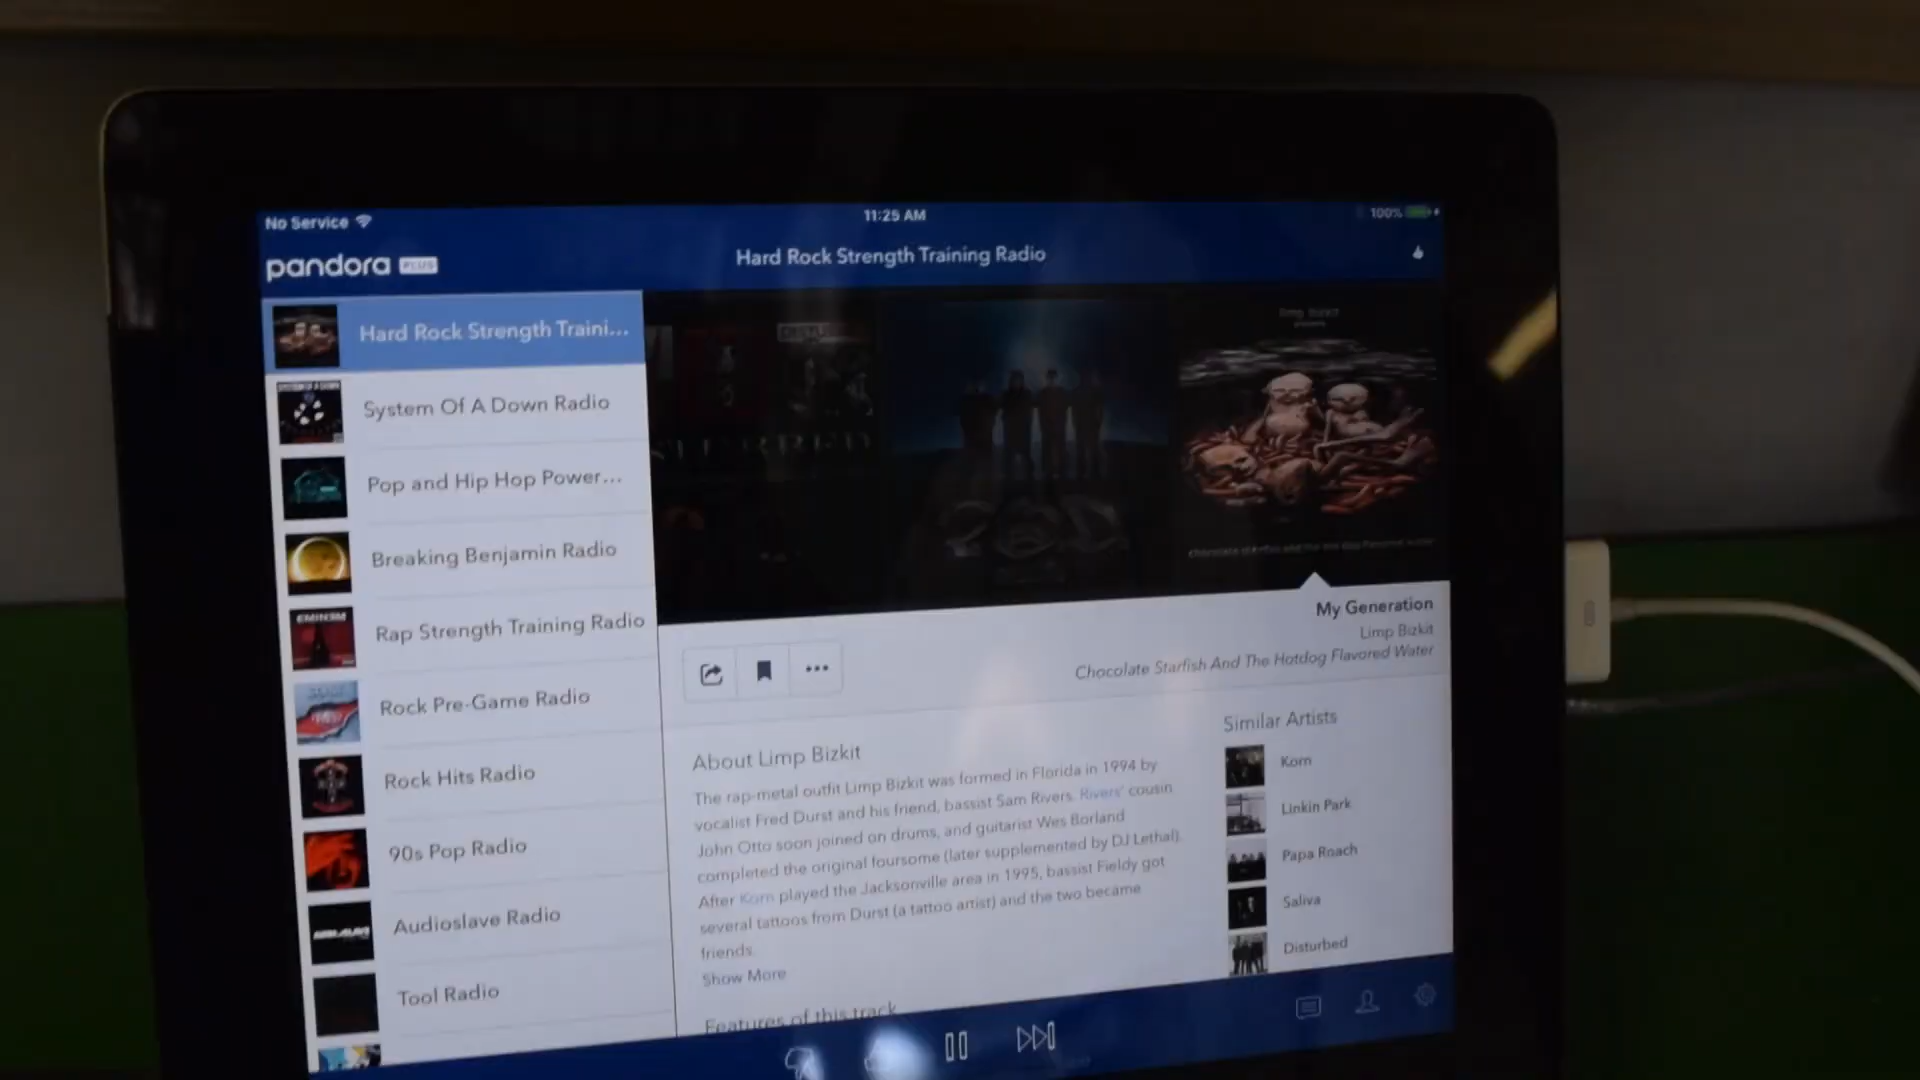 No Service
11:25 AM
100%
pandora PLUS
Hard Rock Strength Training Radio
Hard Rock Strength Traini...
System Of A Down Radio
Pop and Hip Hop Power...
Breaking Benjamin Radio
EMINEM
Rap Strength Training Radio
Rock Pre-Game Radio
Rock Hits Radio
90s Pop Radio
Audioslave Radio
Tool Radio
limp bizkit
My Generation
Limp Bizkit
Chocolate Starfish And The Hotdog Flavored Water
About Limp Bizkit
The rap-metal outfit Limp Bizkit was formed in Florida in 1994 by
vocalist Fred Durst and his friend, bassist Sam Rivers. Rivers' cousin
John Otto soon joined on drums, and guitarist Wes Borland
completed the original foursome (later supplemented by DJ Lethal).
After Korn played the Jacksonville area in 1995, bassist Fieldy got
several tattoos from Durst (a tattoo artist) and the two became
friends.
Show More
Features of this track
Similar Artists
Korn
Linkin Park
Papa Roach
Saliva
Disturbed